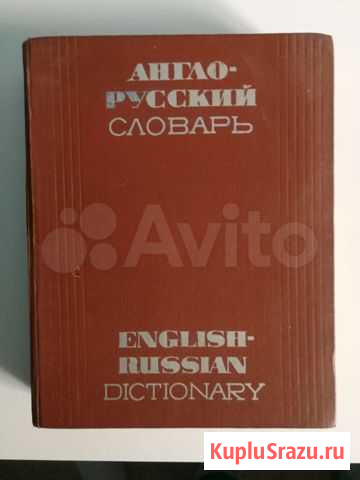 АНГЛО-
РУССКИЙ
СЛОВАРЬ
Avito
ENGLISH-
RUSSIAN
DICTIONARY
KupluSrazu.ru